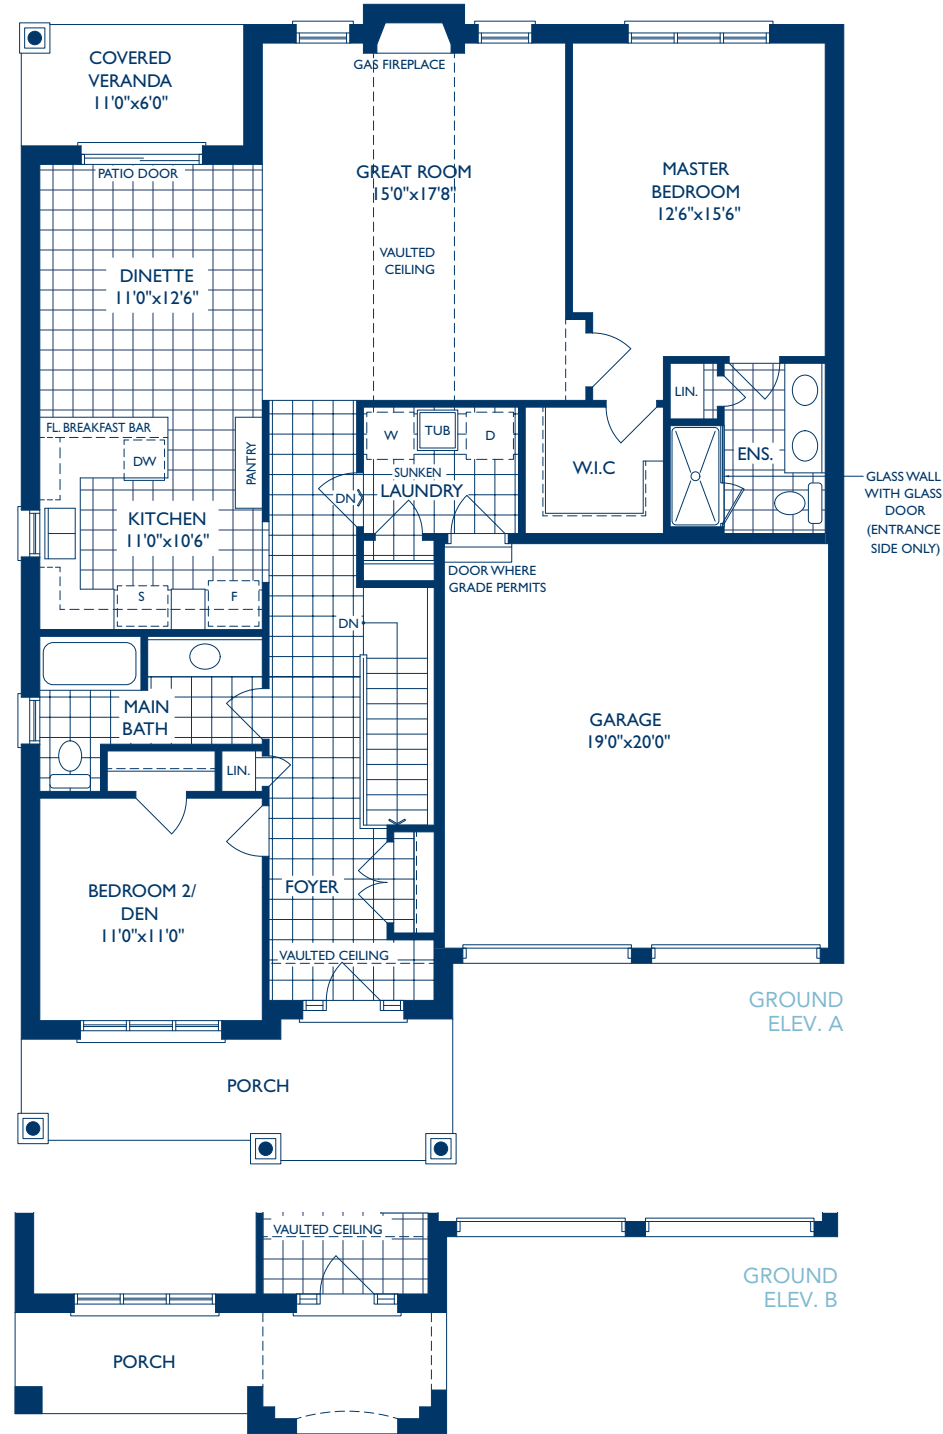 COVERED
VERANDA
11'0"x6'0"
GAS FIREPLACE
PATIO DOOR
GREAT ROOM
15'0"x17'8"
MASTER
BEDROOM
12'6"x15'6"
VAULTED
CEILING
DINETTE
11'0"x12'6"
LIN.
FL. BREAKFAST BAR
DW
PANTRY
W
TUB
D
SUNKEN
LAUNDRY
DN
W.I.C
ENS.
GLASS WALL
WITH GLASS
DOOR
(ENTRANCE
SIDE ONLY)
KITCHEN
11'0"x10'6"
DOOR WHERE
GRADE PERMITS
S
F
DN
MAIN
BATH
GARAGE
19'0"x20'0"
LIN.
BEDROOM 2/
DEN
11'0"x11'0"
FOYER
VAULTED CEILING
GROUND
ELEV. A
PORCH
VAULTED CEILING
GROUND
ELEV. B
PORCH